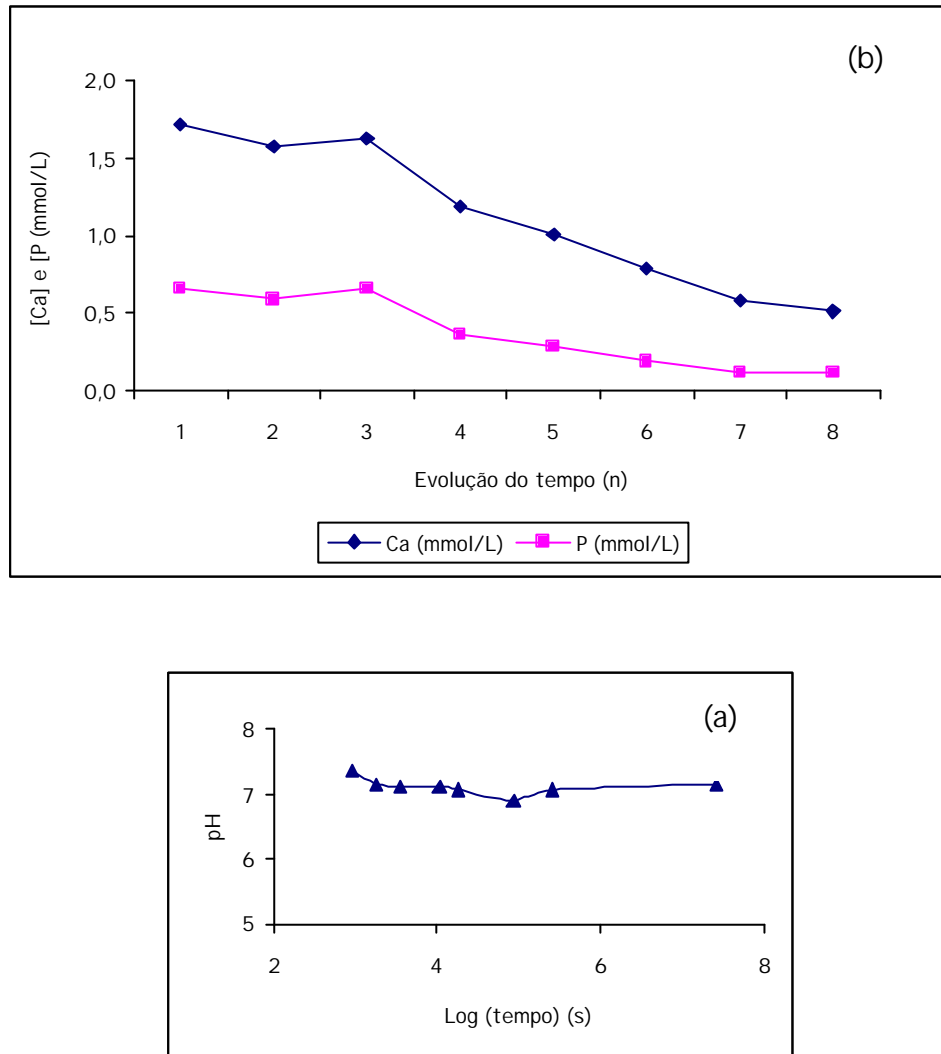 (b)
2,0
1,5
1,0
0,5
0,0
[Ca] e [P (mmol/L)
1 2 3 4 5 6 7 8
Evolução do tempo (n)
Ca (mmol/L) P (mmol/L)
(a)
8
7
6
5
pH
2 4 6 8
Log (tempo) (s)